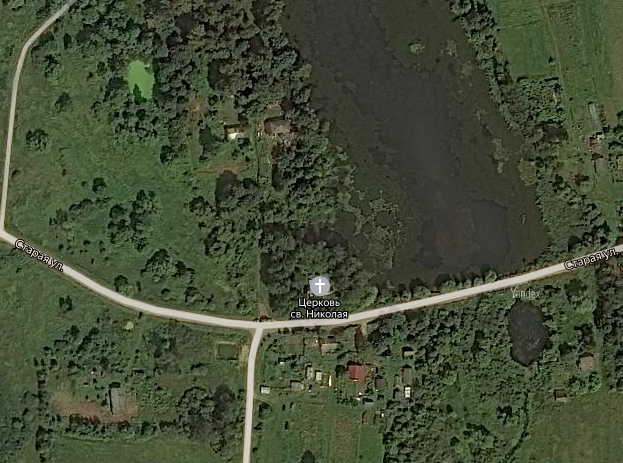 Старая ул.
Старая ул.
Yandex
Церковь
св. Николая